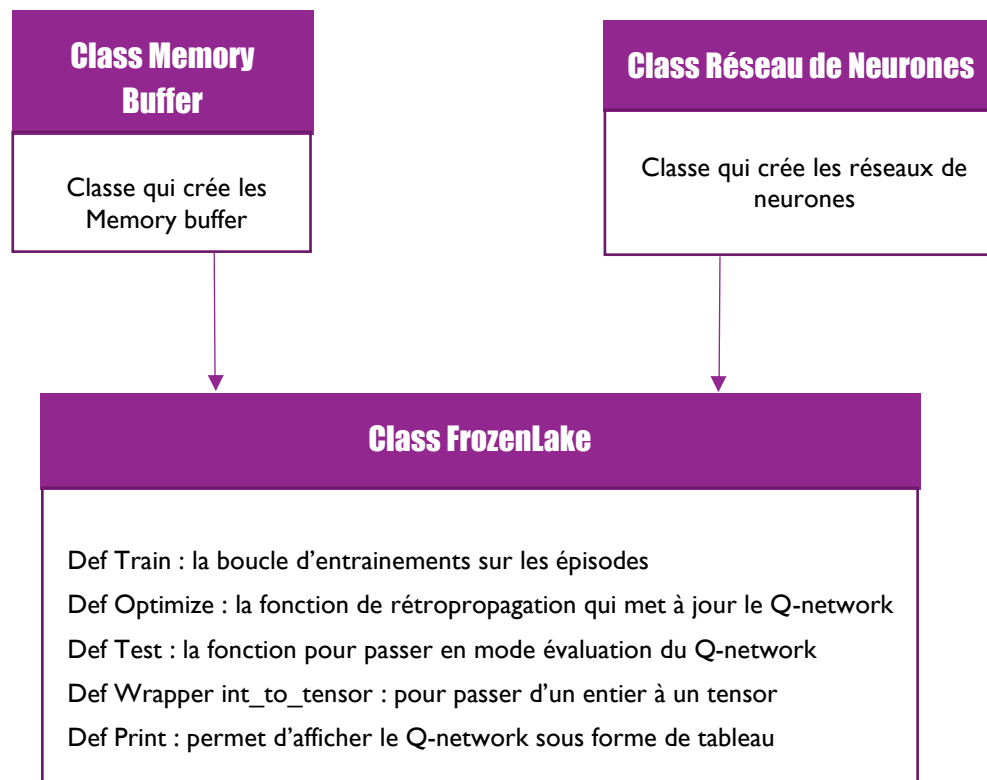 Class Memory
Buffer
Classe qui crée les
Memory buffer
Class Réseau de Neurones
Classe qui crée les réseaux de
neurones
Class FrozenLake
Def Train : la boucle d’entrainements sur les épisodes
Def Optimize : la fonction de rétropropagation qui met à jour le Q-network
Def Test : la fonction pour passer en mode évaluation du Q-network
Def Wrapper int_to_tensor : pour passer d’un entier à un tensor
Def Print : permet d’afficher le Q-network sous forme de tableau